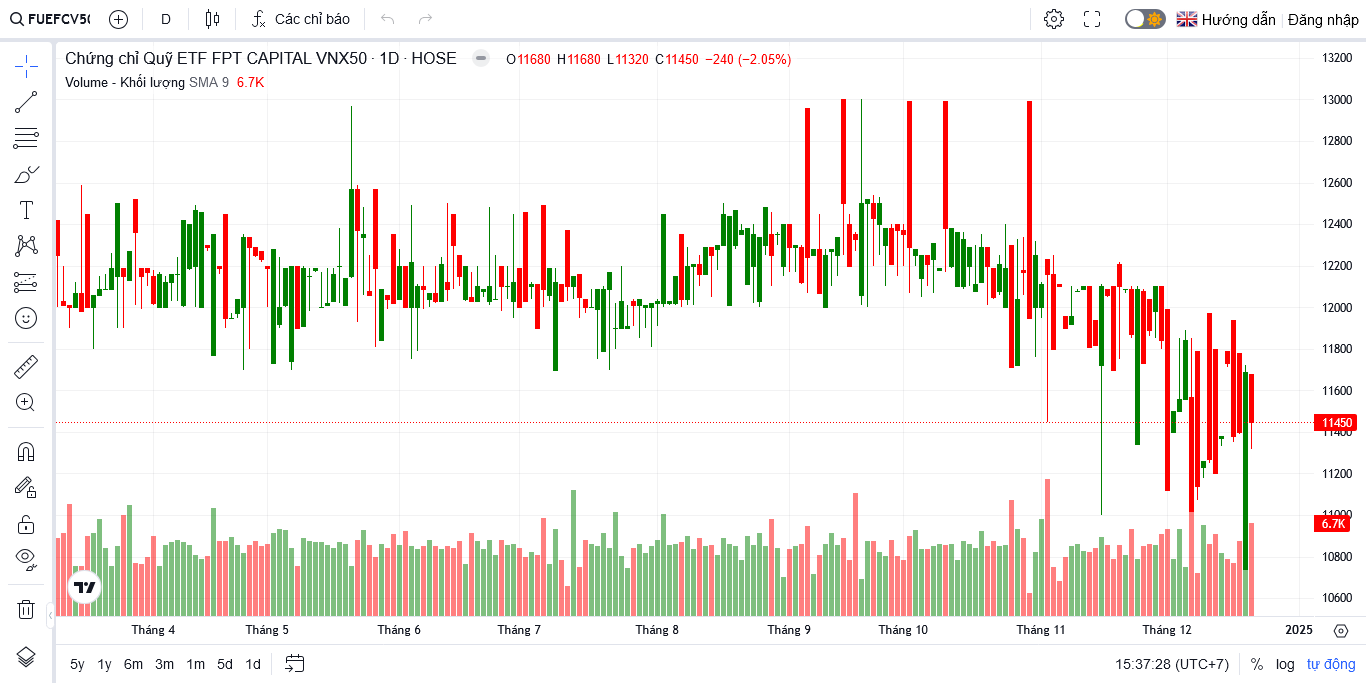 FUEFCV50 D Các chỉ báo Hướng dẫn Đăng nhập
Chứng chỉ Quỹ ETF FPT CAPITAL VNX50 · 1D · HOSE O11680 H11680 L11320 C11450 −240 (−2.05%)
Volume - Khối lượng SMA 9 6.7K
13200
13000
12800
12600
12400
12200
12000
11800
11600
11450
11400
11200
11000
6.7K
10800
10600
Tháng 4 Tháng 5 Tháng 6 Tháng 7 Tháng 8 Tháng 9 Tháng 10 Tháng 11 Tháng 12 2025
5y 1y 6m 3m 1m 5d 1d 15:37:28 (UTC+7) % log tự động